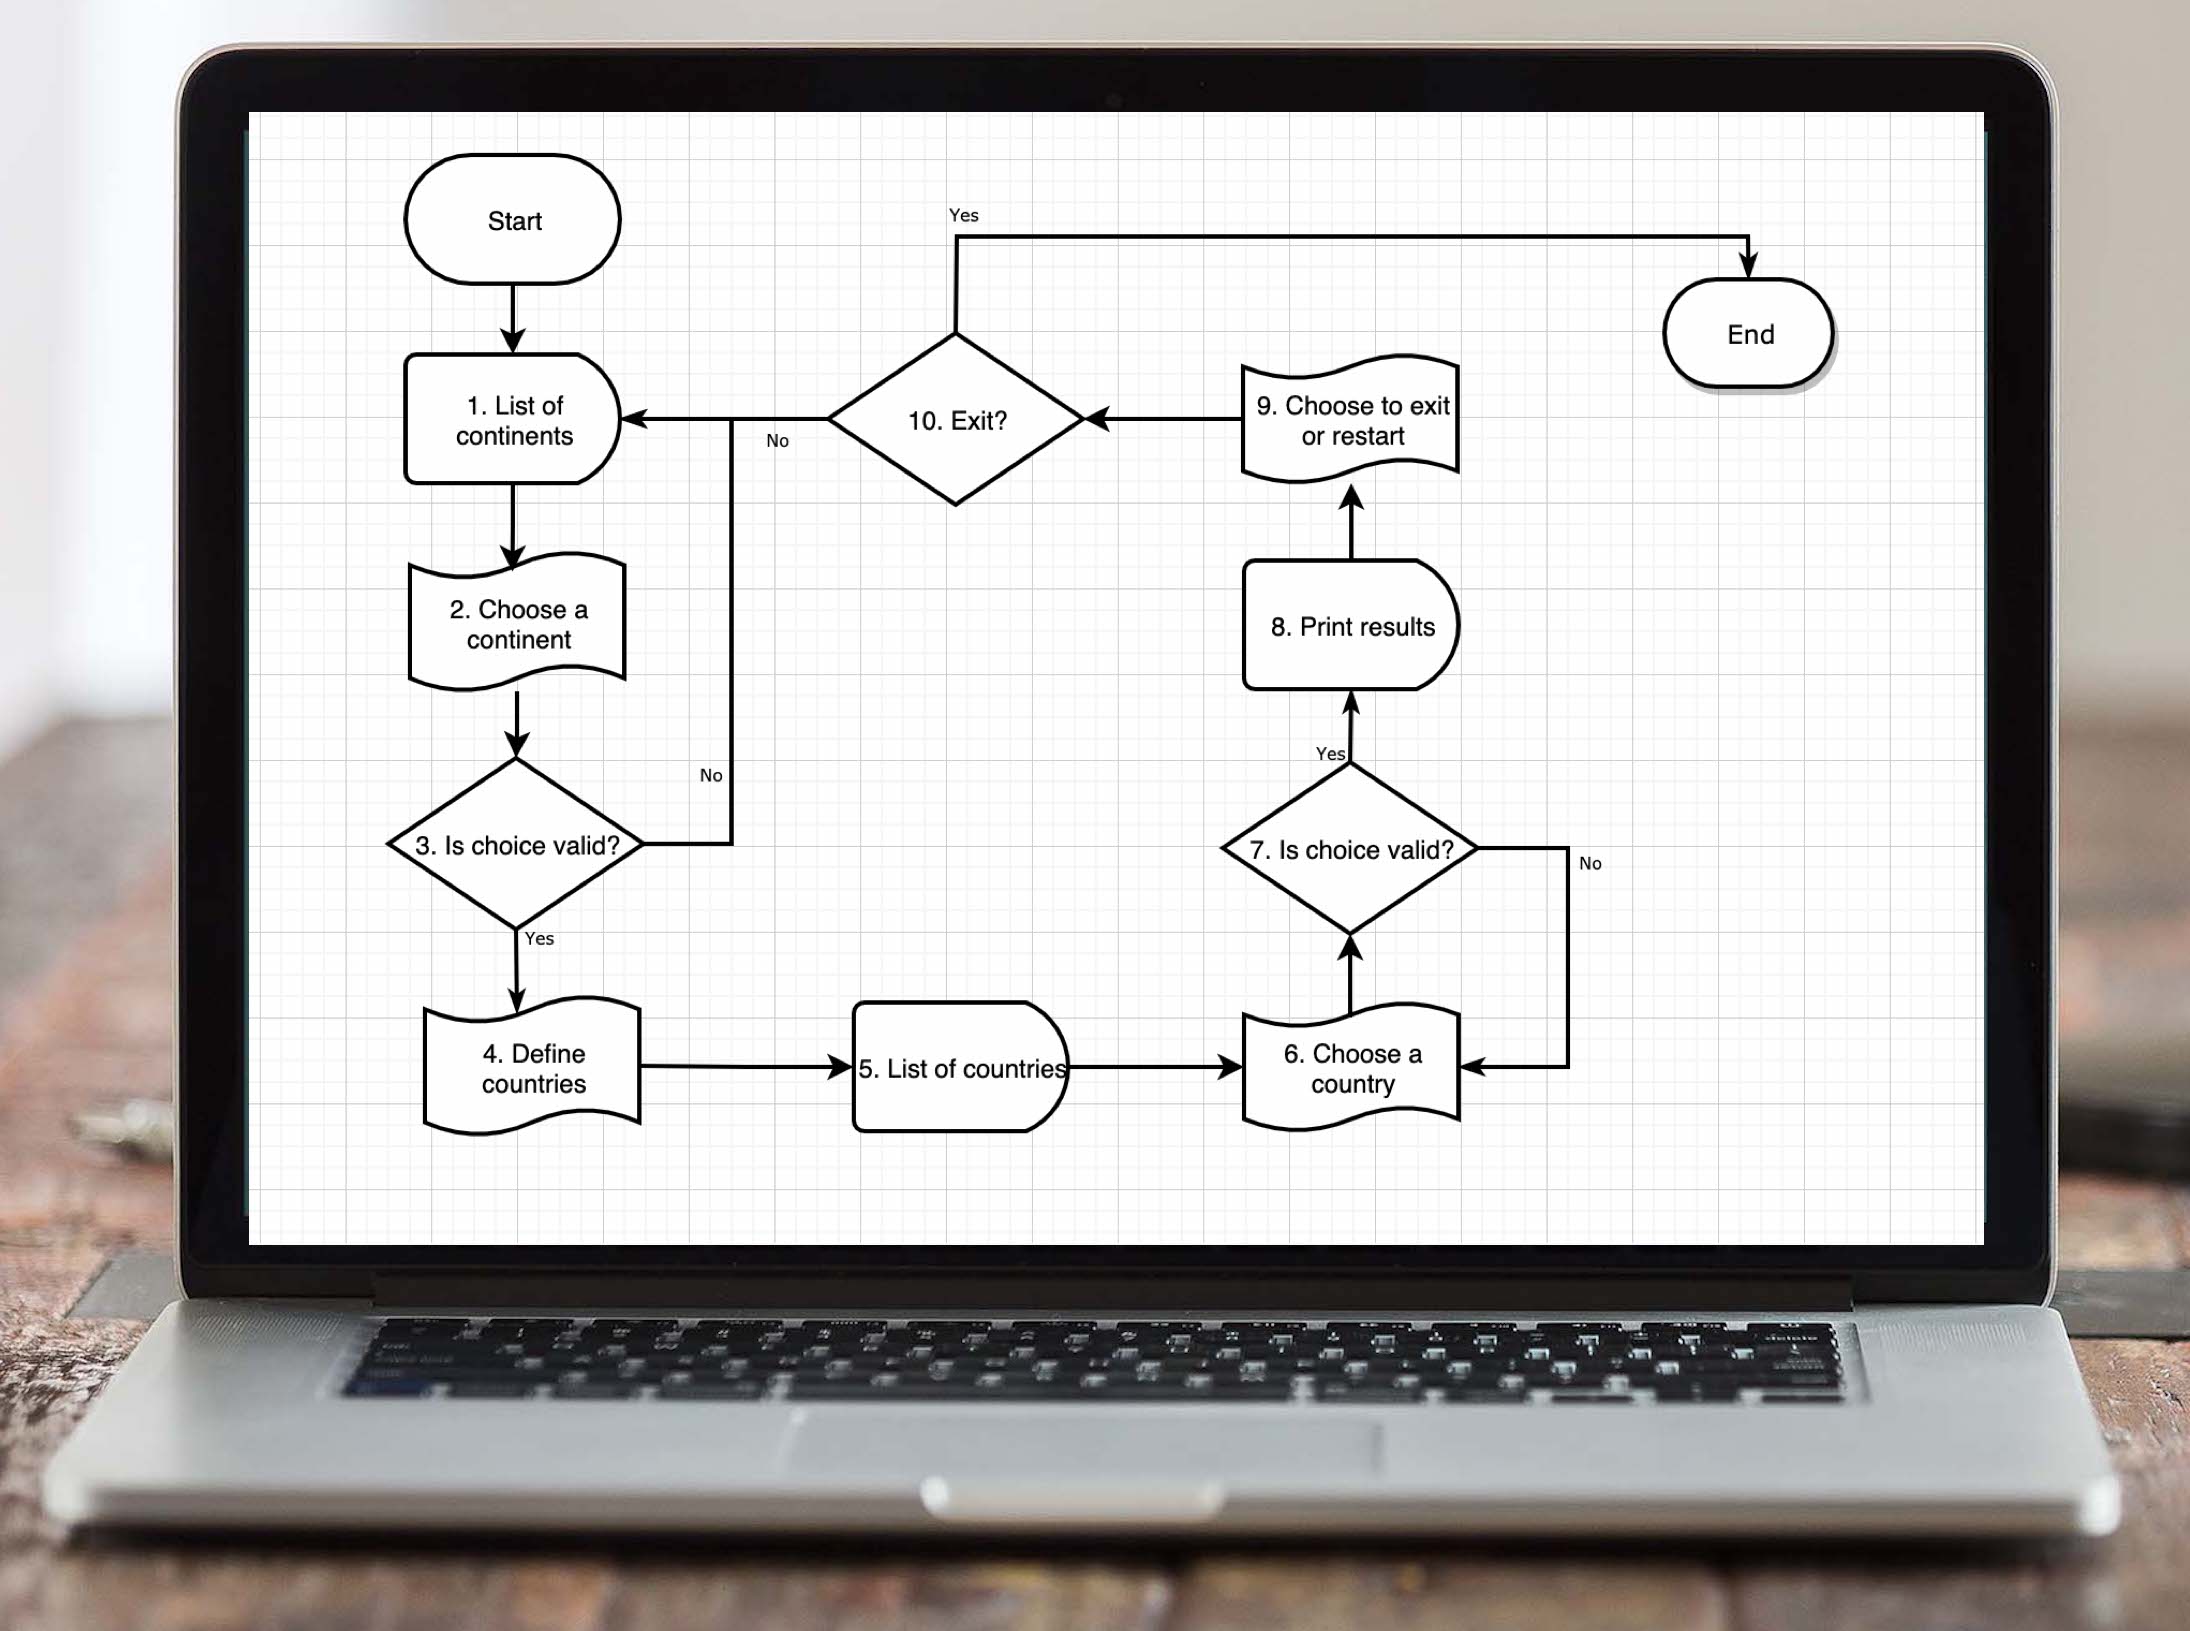 Start
1. List of
continents
2. Choose a
continent
3. Is choice valid?
No
Yes
4. Define
countries
5. List of countries
6. Choose a
country
7. Is choice valid?
No
Yes
8. Print results
9. Choose to exit
or restart
10. Exit?
No
Yes
End
delete